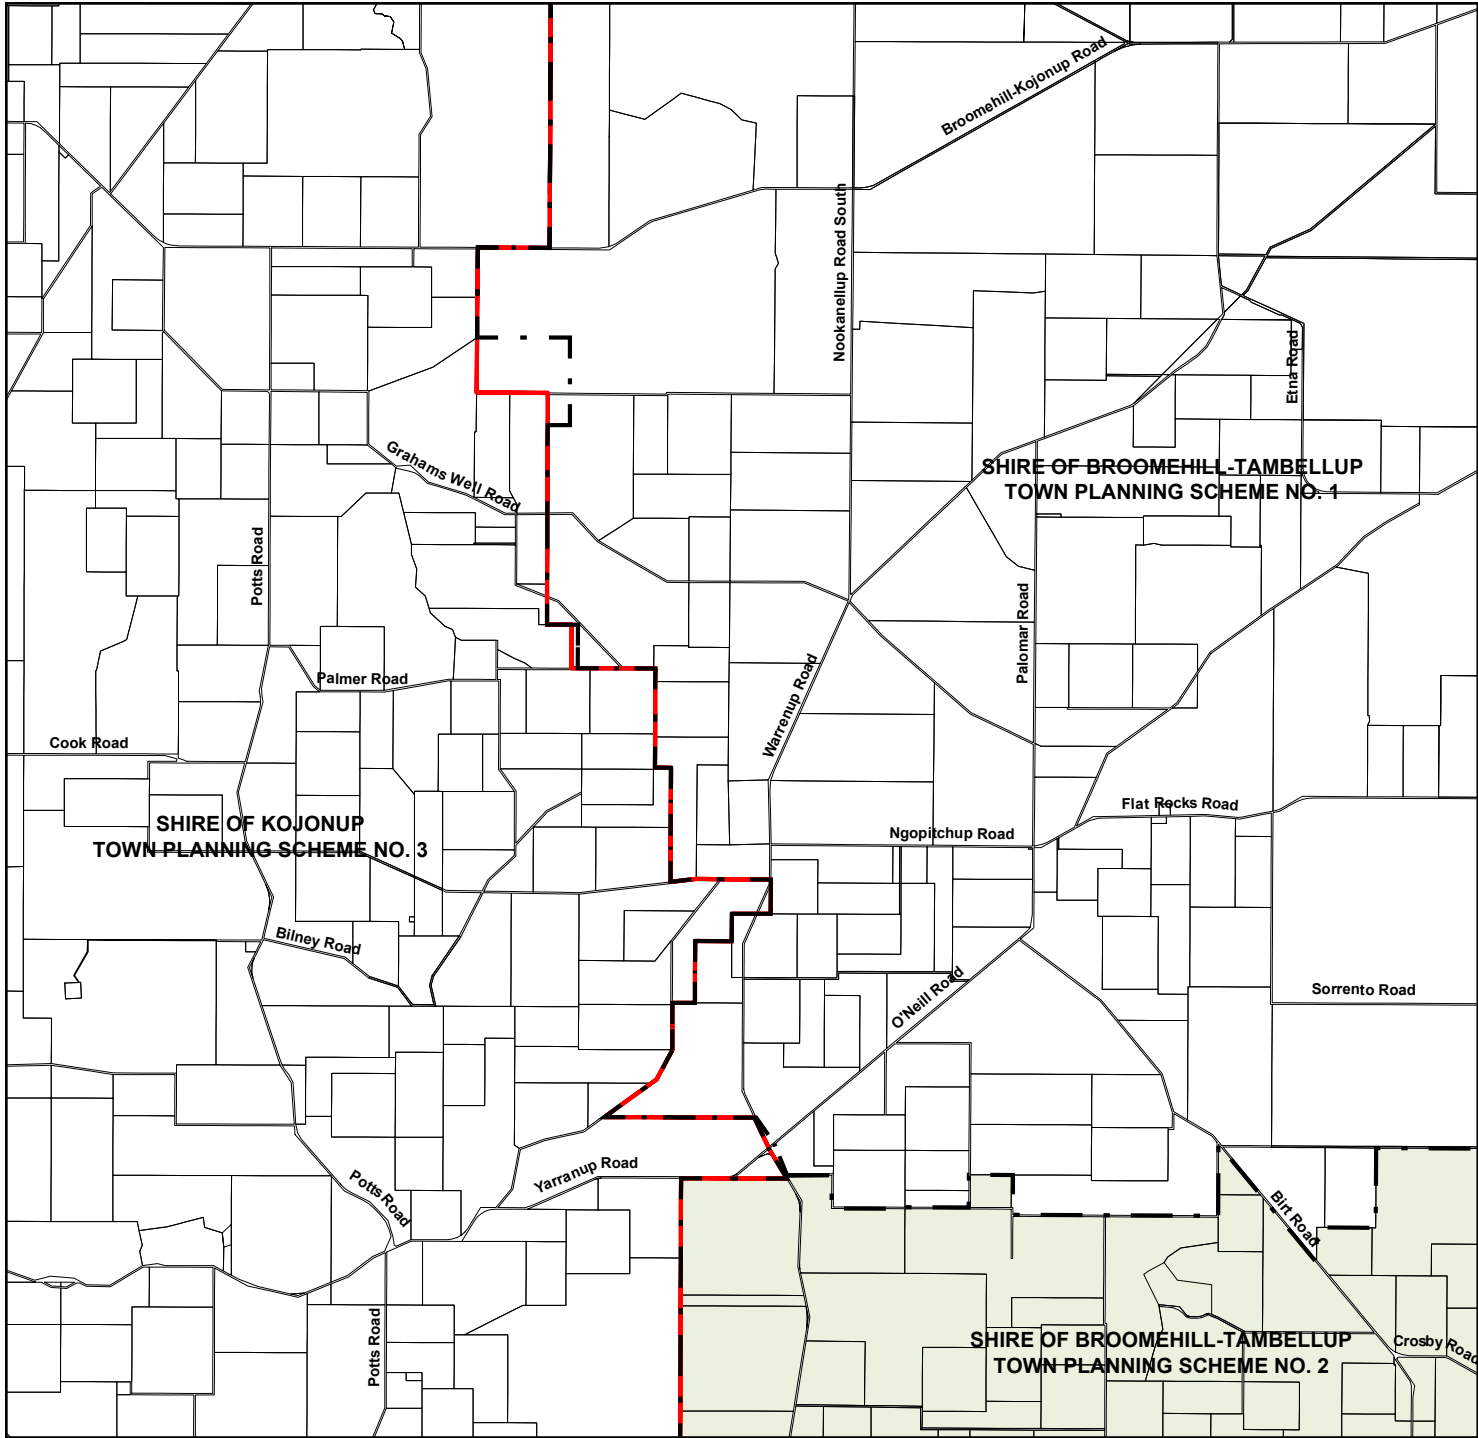 Broomehill-Kojonup Road
Nookanellup Road South
Etna Road
Grahams Well Road
SHIRE OF BROOMEHILL-TAMBELLUP
TOWN PLANNING SCHEME NO. 1
Potts Road
Palomar Road
Palmer Road
Warrenup Road
Cook Road
Flat Rocks Road
SHIRE OF KOJONUP
TOWN PLANNING SCHEME NO. 3
Ngopitchup Road
Bilney Road
O'Neill Road
Sorrento Road
Yarranup Road
Potts Road
Birt Road
SHIRE OF BROOMEHILL-TAMBELLUP
TOWN PLANNING SCHEME NO. 2
Crosby Road
Potts Road